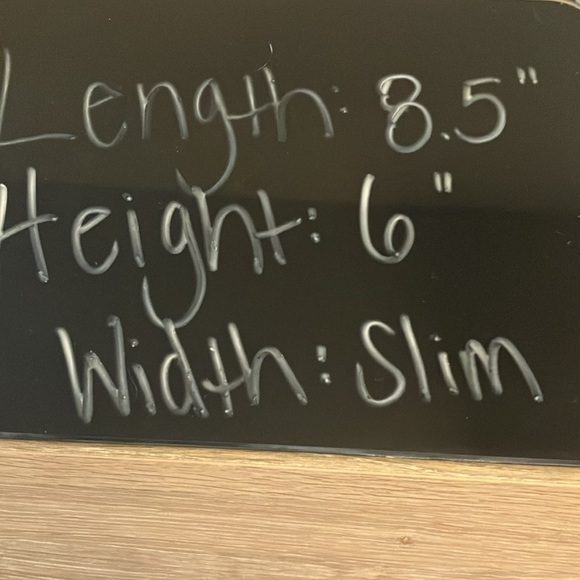 Length: 8.5"
Height: 6"
Width: Slim